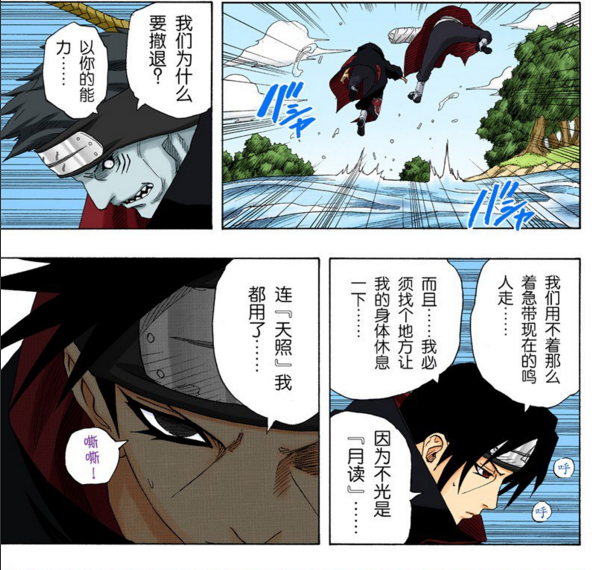 バシャ
バシャ
我们为什么
要撤退？
以你的能
力……
我们用不着那么
着急带现在的鸣
人走……
而且……我必
须找个地方让
我的身体休息
一下……
因为不光是
『月读』……
呼
呼
连『天照』我
都用了……
嘶
嘶！